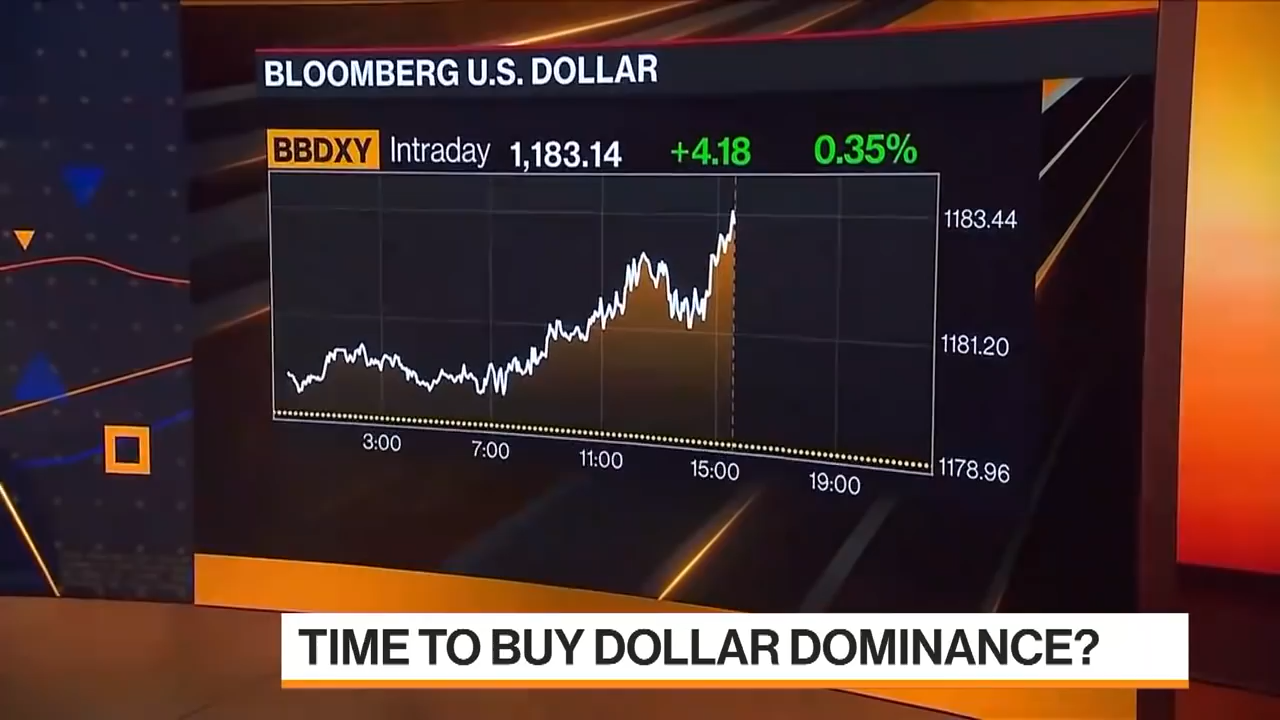 BLOOMBERG U.S. DOLLAR
BBDXY Intraday 1,183.14 +4.18 0.35%
1183.44
1181.20
1178.96
3:00 7:00 11:00 15:00 19:00
TIME TO BUY DOLLAR DOMINANCE?